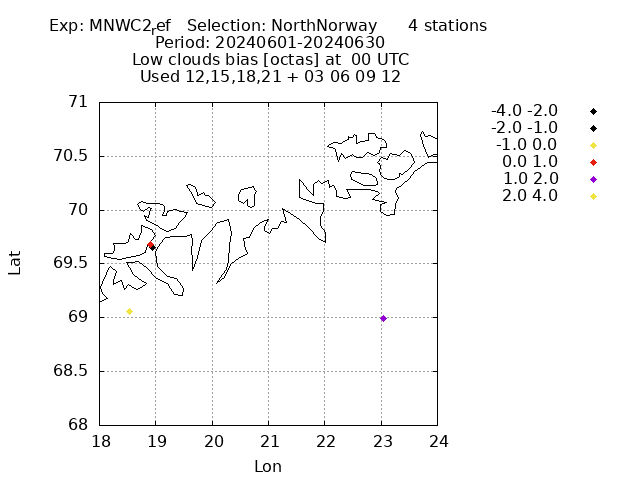 Exp: MNWC2ref Selection: NorthNorway 4 stations
Period: 20240601-20240630
Low clouds bias [octas] at 00 UTC
Used 12,15,18,21 + 03 06 09 12
-4.0 -2.0
-2.0 -1.0
-1.0 0.0
0.0 1.0
1.0 2.0
2.0 4.0
71
70.5
70
69.5
69
68.5
68
Lat
18 19 20 21 22 23 24
Lon